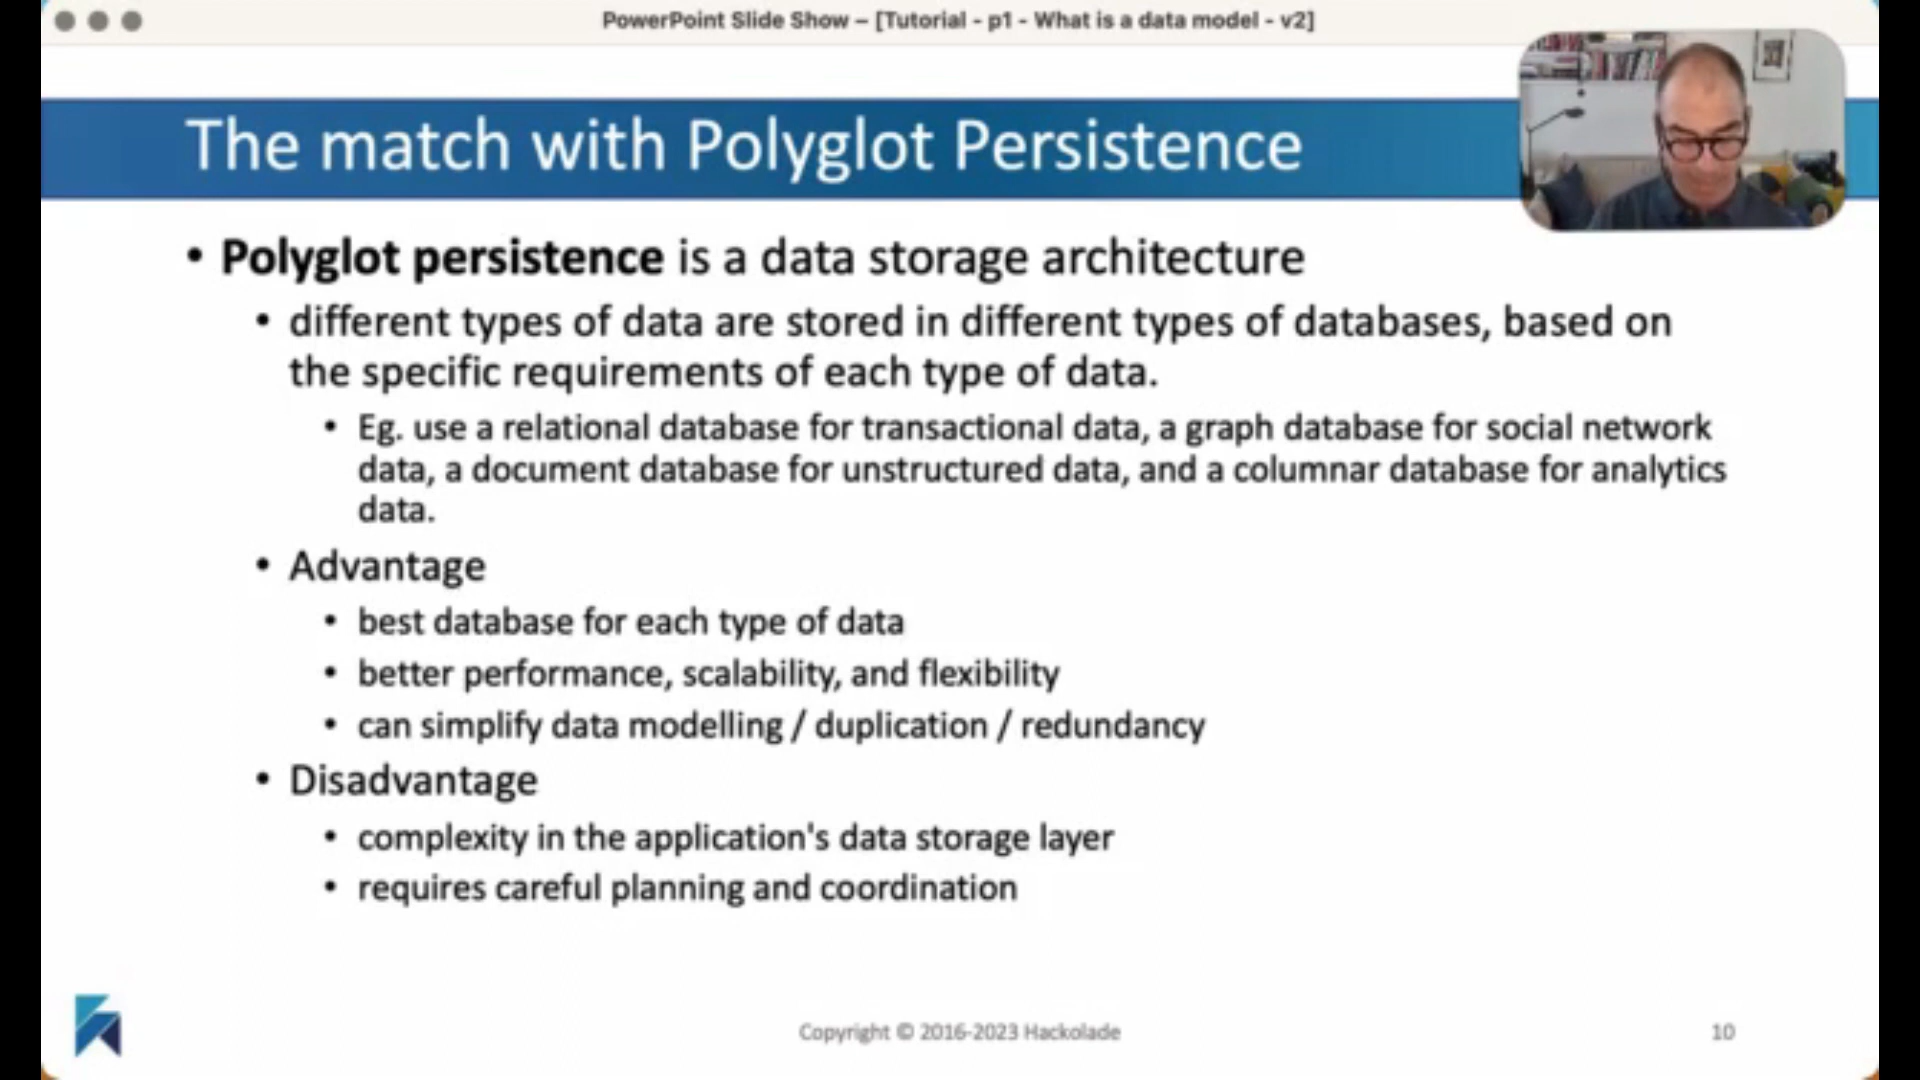 PowerPoint Slide Show – [Tutorial - p1 - What is a data model - v2]
The match with Polyglot Persistence
• Polyglot persistence is a data storage architecture
• different types of data are stored in different types of databases, based on
the specific requirements of each type of data.
• Eg. use a relational database for transactional data, a graph database for social network
data, a document database for unstructured data, and a columnar database for analytics
data.
• Advantage
• best database for each type of data
• better performance, scalability, and flexibility
• can simplify data modelling / duplication / redundancy
• Disadvantage
• complexity in the application's data storage layer
• requires careful planning and coordination
Copyright © 2016-2023 Hackolade
10